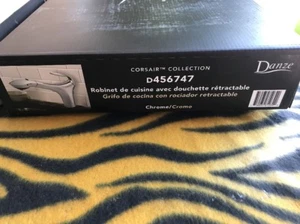 CORSAIR™ COLLECTION
D456747
Robinet de cuisine avec douchette rétractable
Grifo de cocina con rociador retractable
Chrome/Cromo
Danze